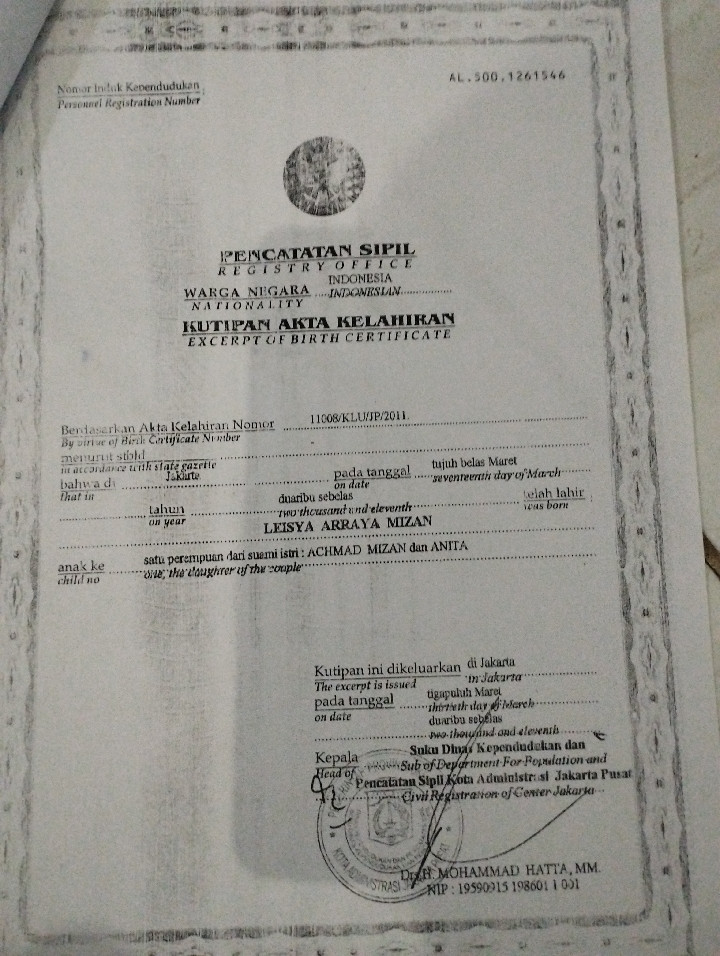 Nomor Induk Kependudukan
Personnel Registration Number
AL.500.1261546
PENCATATAN SIPIL
REGISTRY OFFICE
INDONESIA
WARGA NEGARA INDONESIAN
NATIONALITY
KUTIPAN AKTA KELAHIRAN
EXCERPT OF BIRTH CERTIFICATE
Berdasarkan Akta Kelahiran Nomor 11008/KLU/JP/2011.
By virtue of Birth Certificate Number
menurut stbld
in accordance with state gazette
bahwa di Jakarta pada tanggal tujuh belas Maret
that in on date seventeenth day of March
tahun duaribu sebelas telah lahir
on year two thousand and eleventh was born
LEISYA ARRAYA MIZAN
anak ke satu perempuan dari suami istri : ACHMAD MIZAN dan ANITA
child no one, the daughter of the couple
Kutipan ini dikeluarkan di Jakarta
The excerpt is issued in Jakarta
pada tanggal tigapuluh Maret
on date thirtieth day of March
duaribu sebelas
two thousand and eleventh
Kepala Suku Dinas Kependudukan dan
Head of Sub of Department For Population and
Pencatatan Sipil Kota Administrasi Jakarta Pusat
Civil Registration of Center Jakarta
KOTA ADMINISTRASI
Drs.H. MOHAMMAD HATTA, MM.
NIP : 19590915 198601 1 001